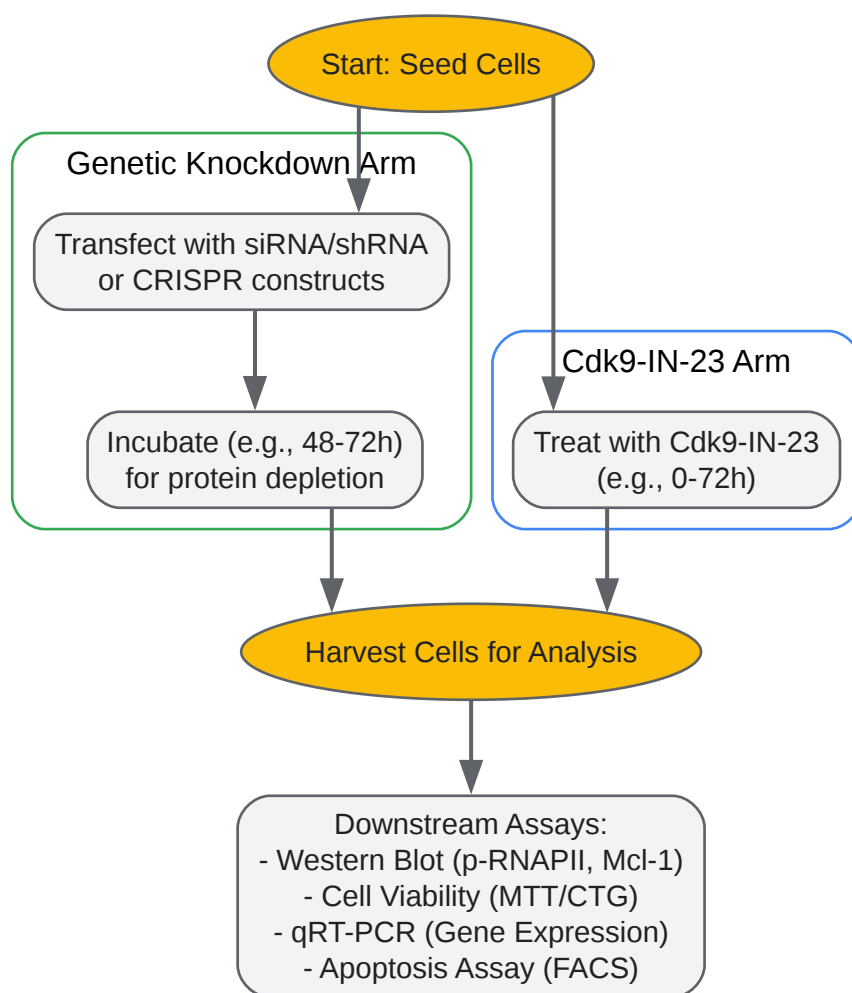 Start: Seed Cells
Genetic Knockdown Arm
Transfect with siRNA/shRNA
or CRISPR constructs
Incubate (e.g., 48-72h)
for protein depletion
Cdk9-IN-23 Arm
Treat with Cdk9-IN-23
(e.g., 0-72h)
Harvest Cells for Analysis
Downstream Assays:
- Western Blot (p-RNAPII, Mcl-1)
- Cell Viability (MTT/CTG)
- qRT-PCR (Gene Expression)
- Apoptosis Assay (FACS)